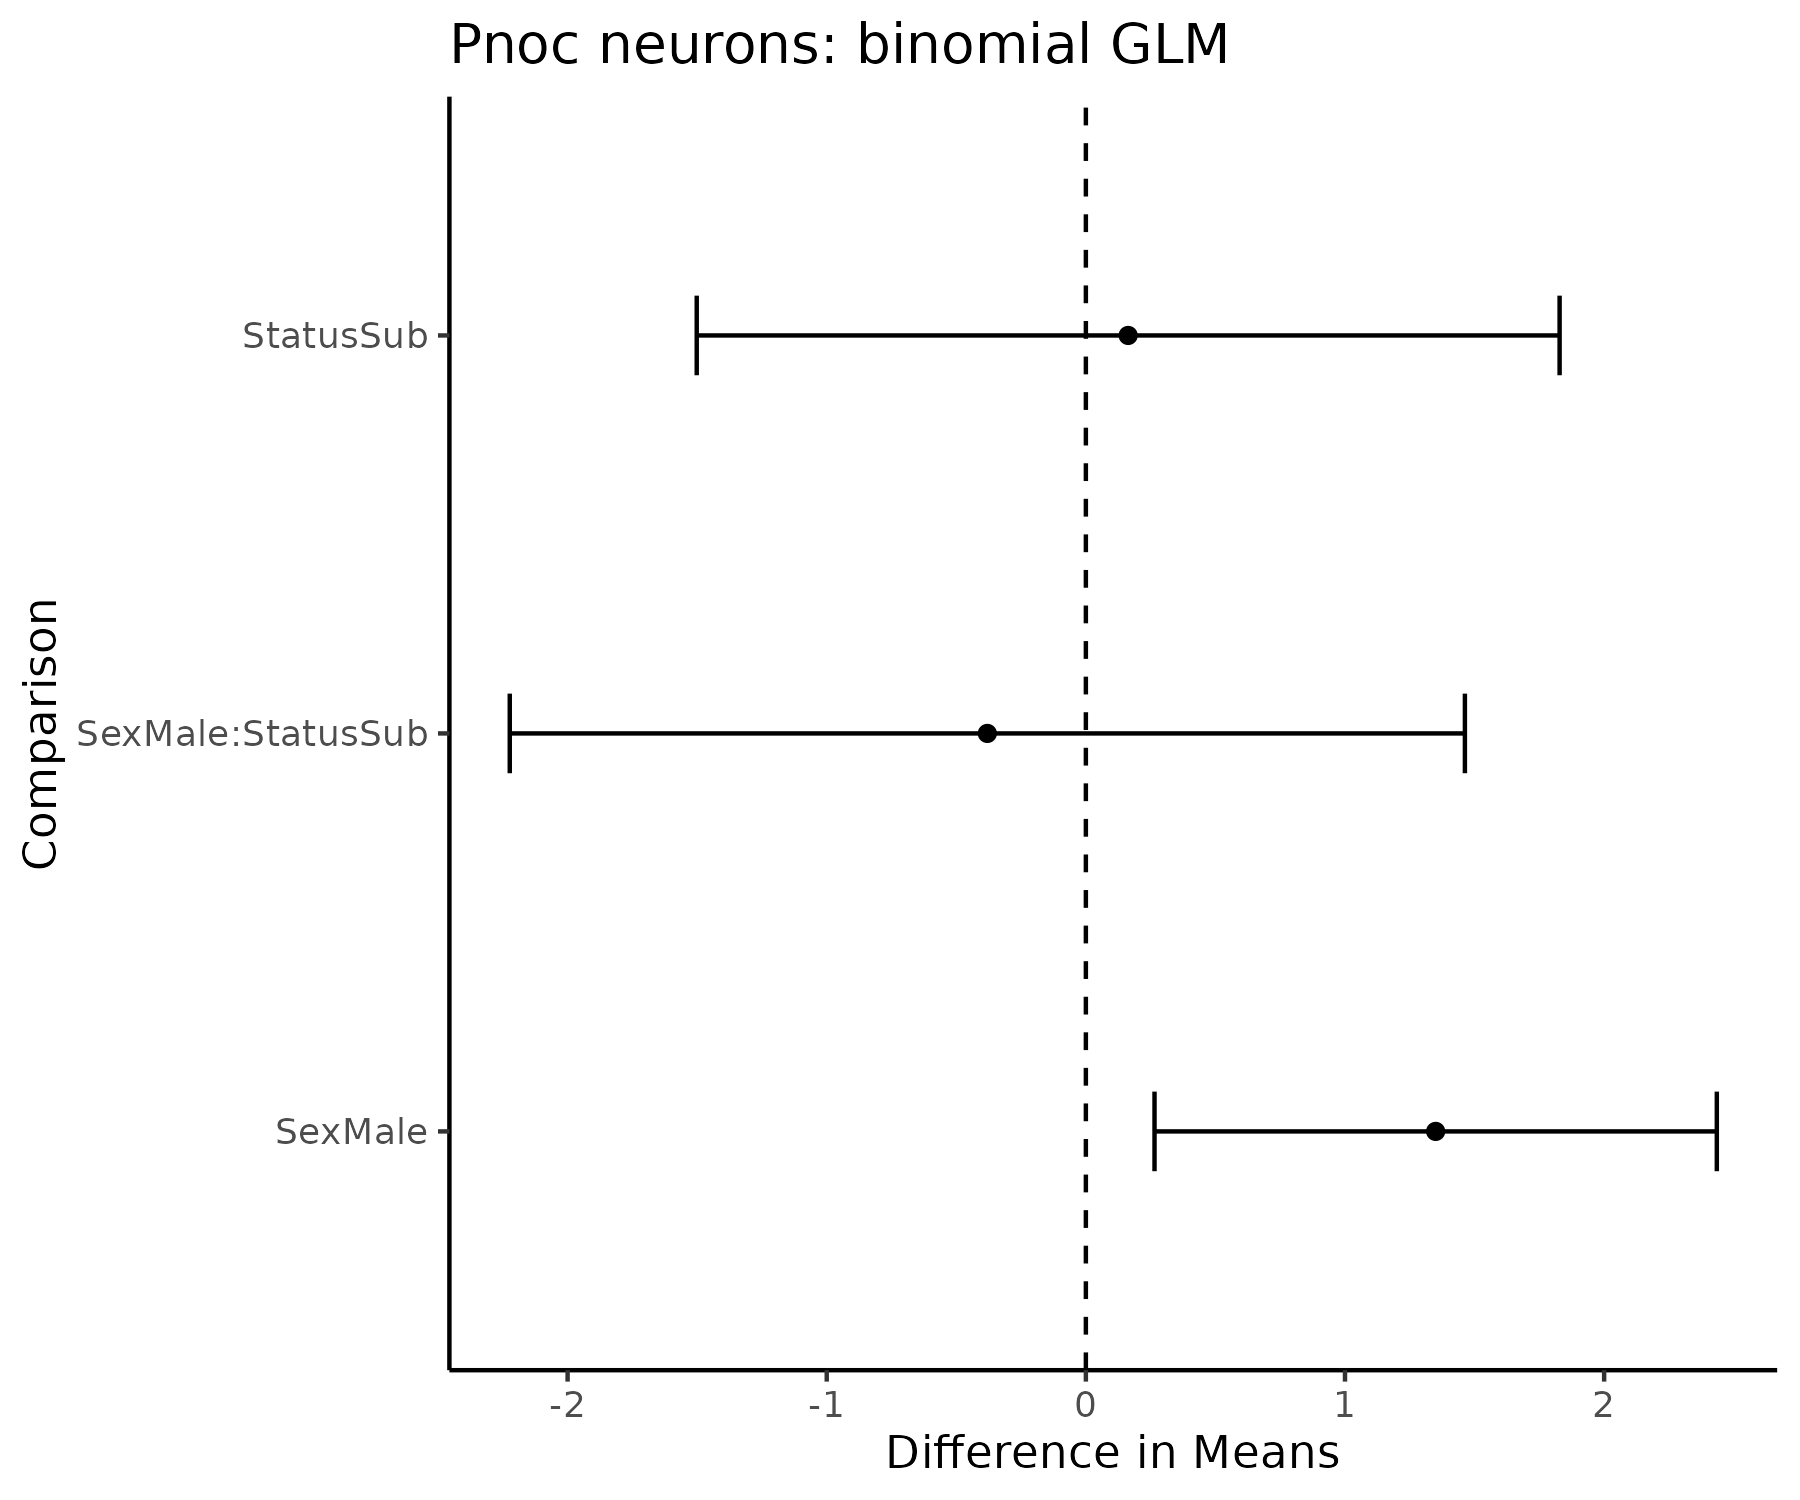 Pnoc neurons: binomial GLM
StatusSub
SexMale:StatusSub
SexMale
Comparison
-2 -1 0 1 2
Difference in Means